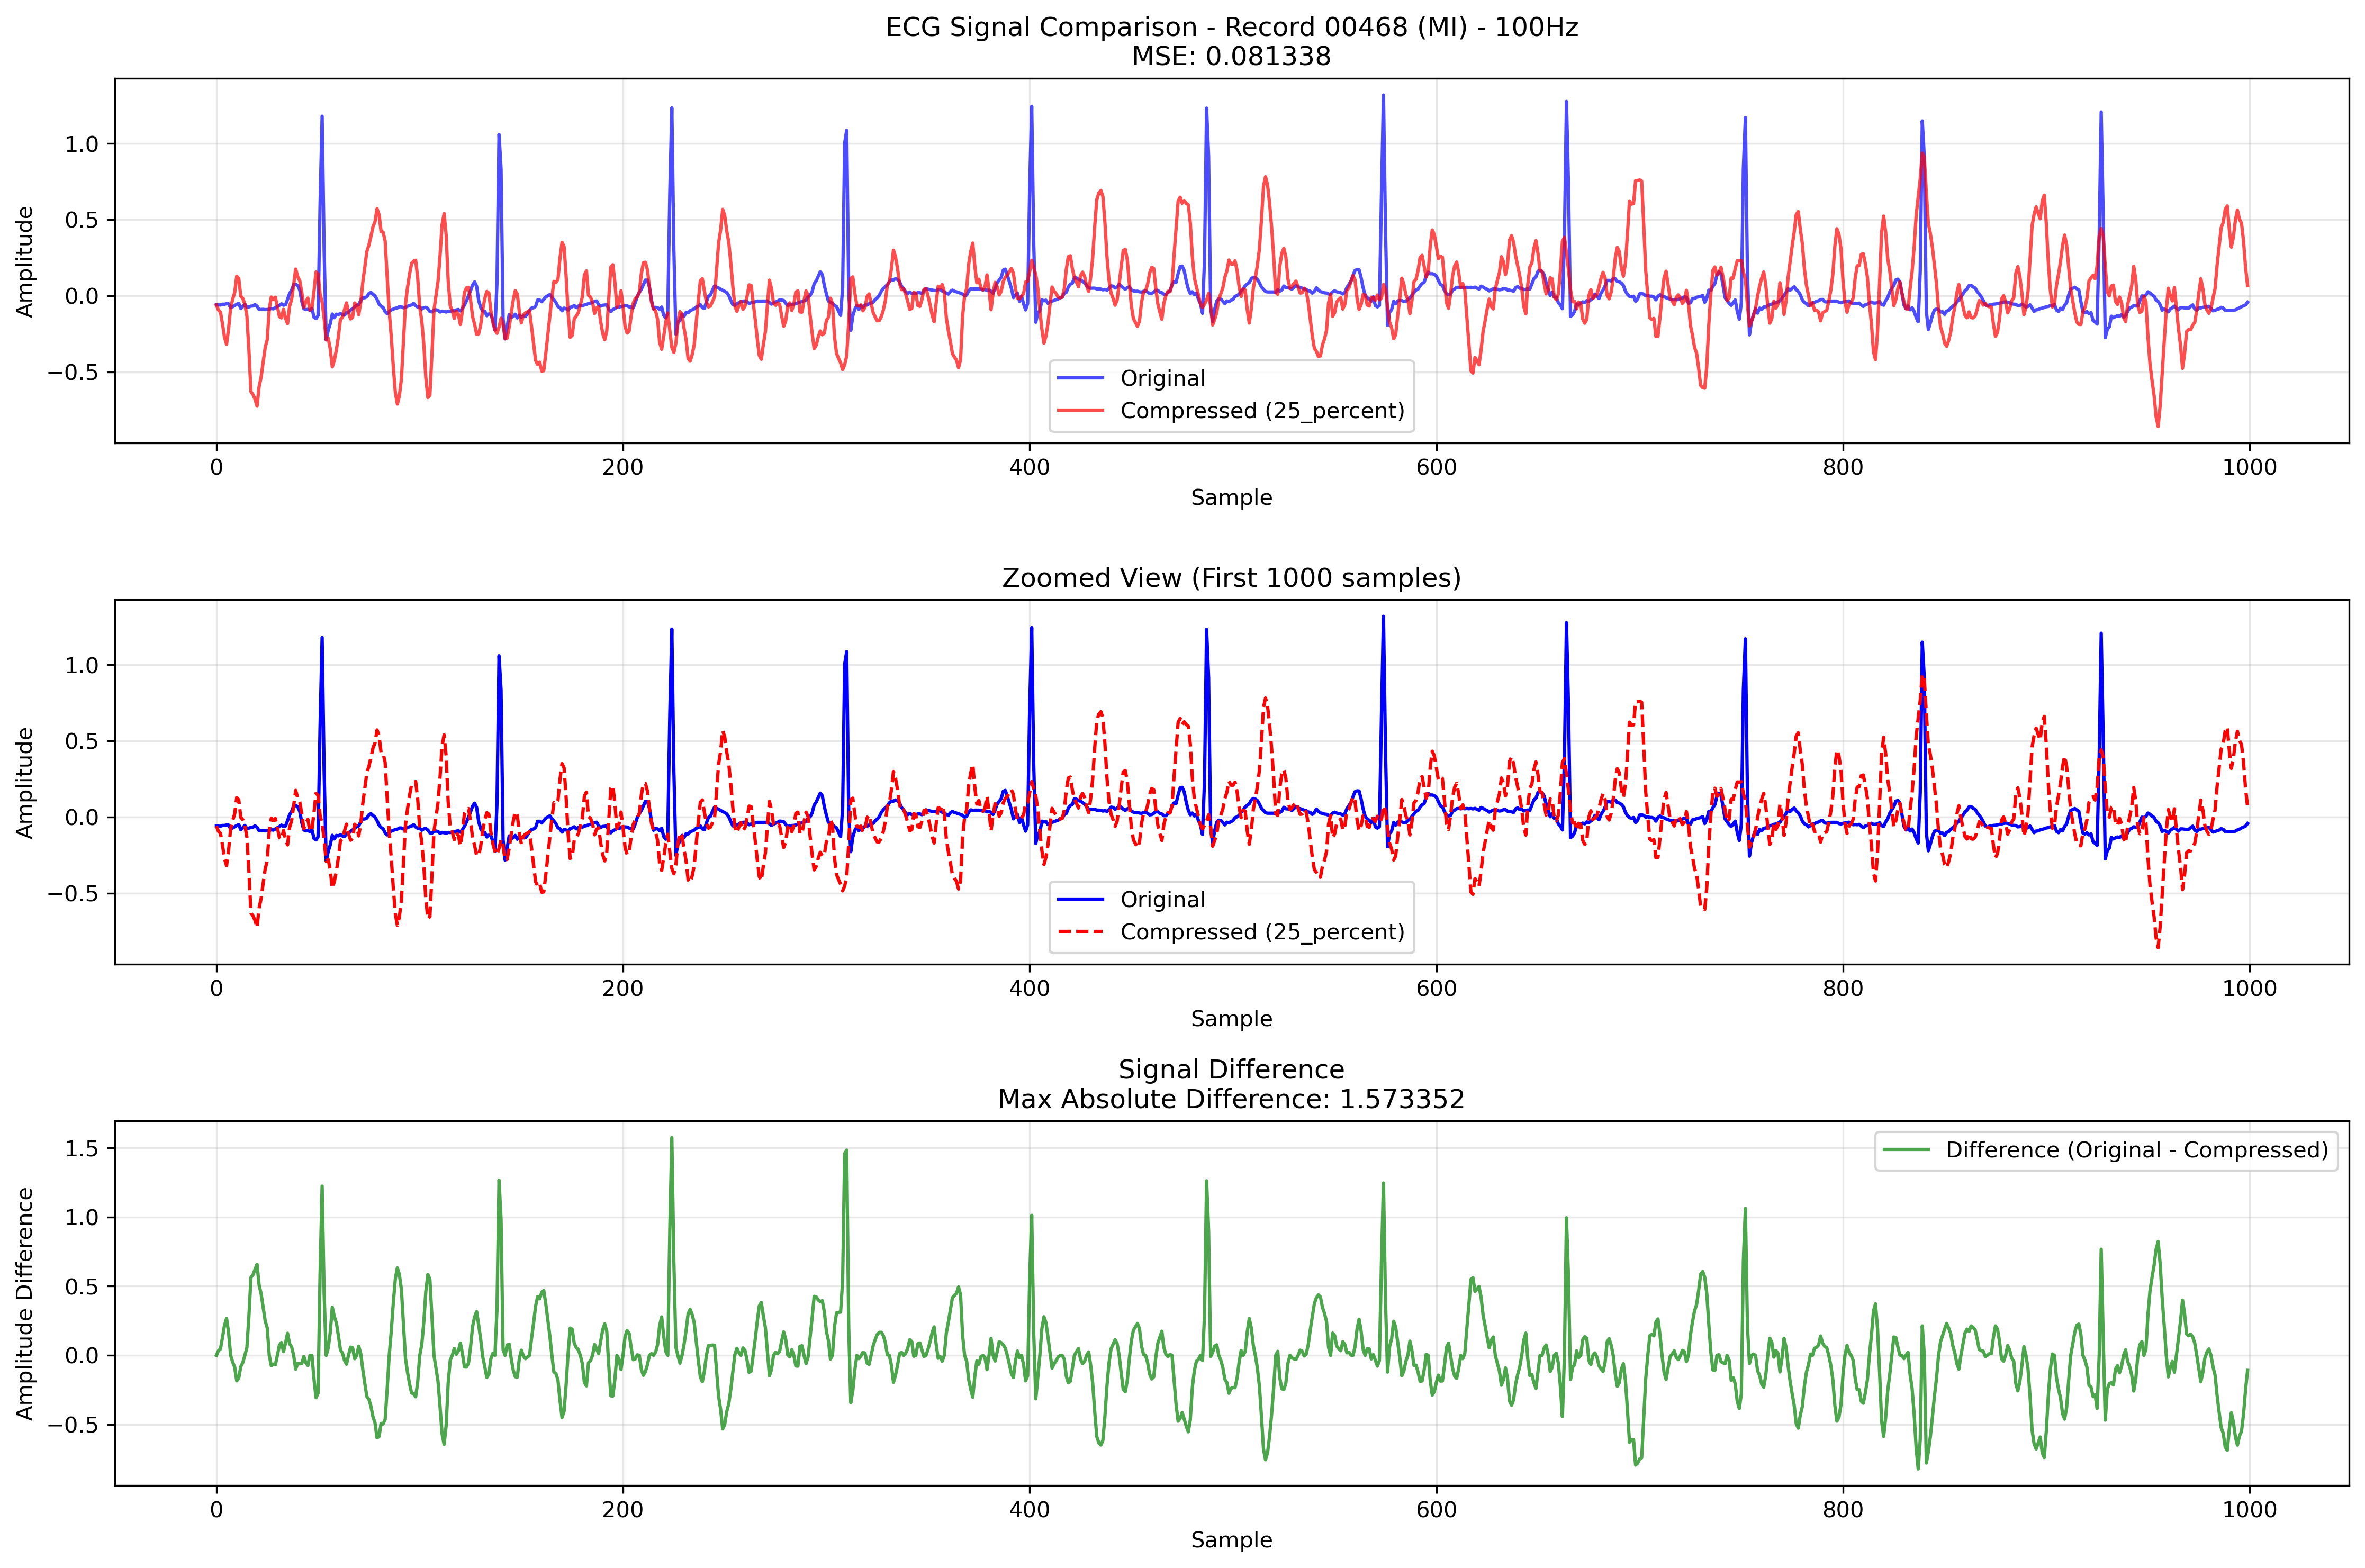 ECG Signal Comparison - Record 00468 (MI) - 100Hz
MSE: 0.081338
Amplitude
1.0
0.5
0.0
−0.5
Original
Compressed (25_percent)
0 200 400 600 800 1000
Sample
Zoomed View (First 1000 samples)
Amplitude
1.0
0.5
0.0
−0.5
Original
Compressed (25_percent)
0 200 400 600 800 1000
Sample
Signal Difference
Max Absolute Difference: 1.573352
Amplitude Difference
1.5
1.0
0.5
0.0
−0.5
Difference (Original - Compressed)
0 200 400 600 800 1000
Sample